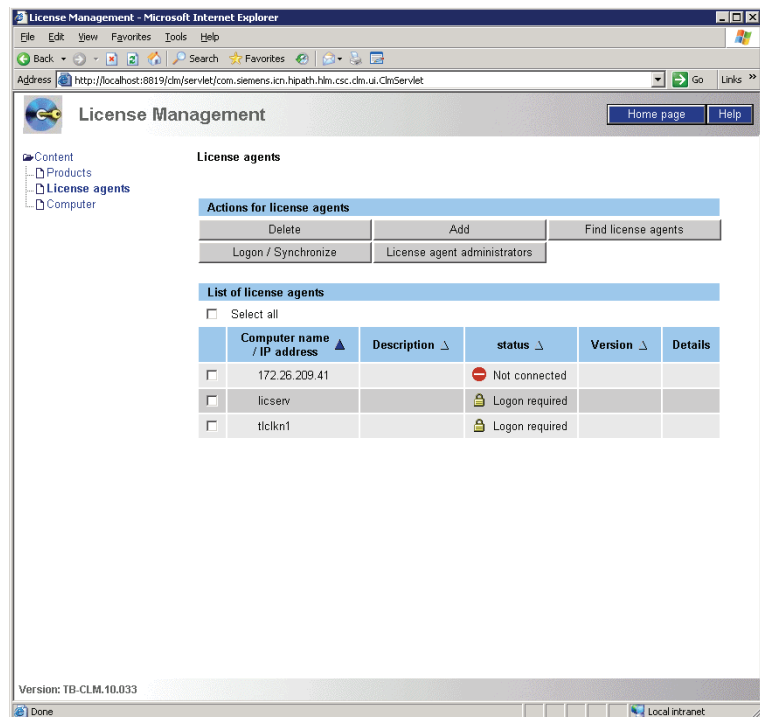 License Management - Microsoft Internet Explorer
File Edit View Favorites Tools Help
Back Search Favorites
Address http://localhost:8819/clm/servlet/com.siemens.icn.hipath.hlm.csc.clm.ui.ClmServlet Go Links »
License Management Home page Help
Content
Products
License agents
Computer
License agents
Actions for license agents
Delete Add Find license agents
Logon / Synchronize License agent administrators
List of license agents
Select all
Computer name / IP address Description status Version Details
172.26.209.41 Not connected
licserv Logon required
tlclkn1 Logon required
Version: TB-CLM.10.033
Done Local intranet